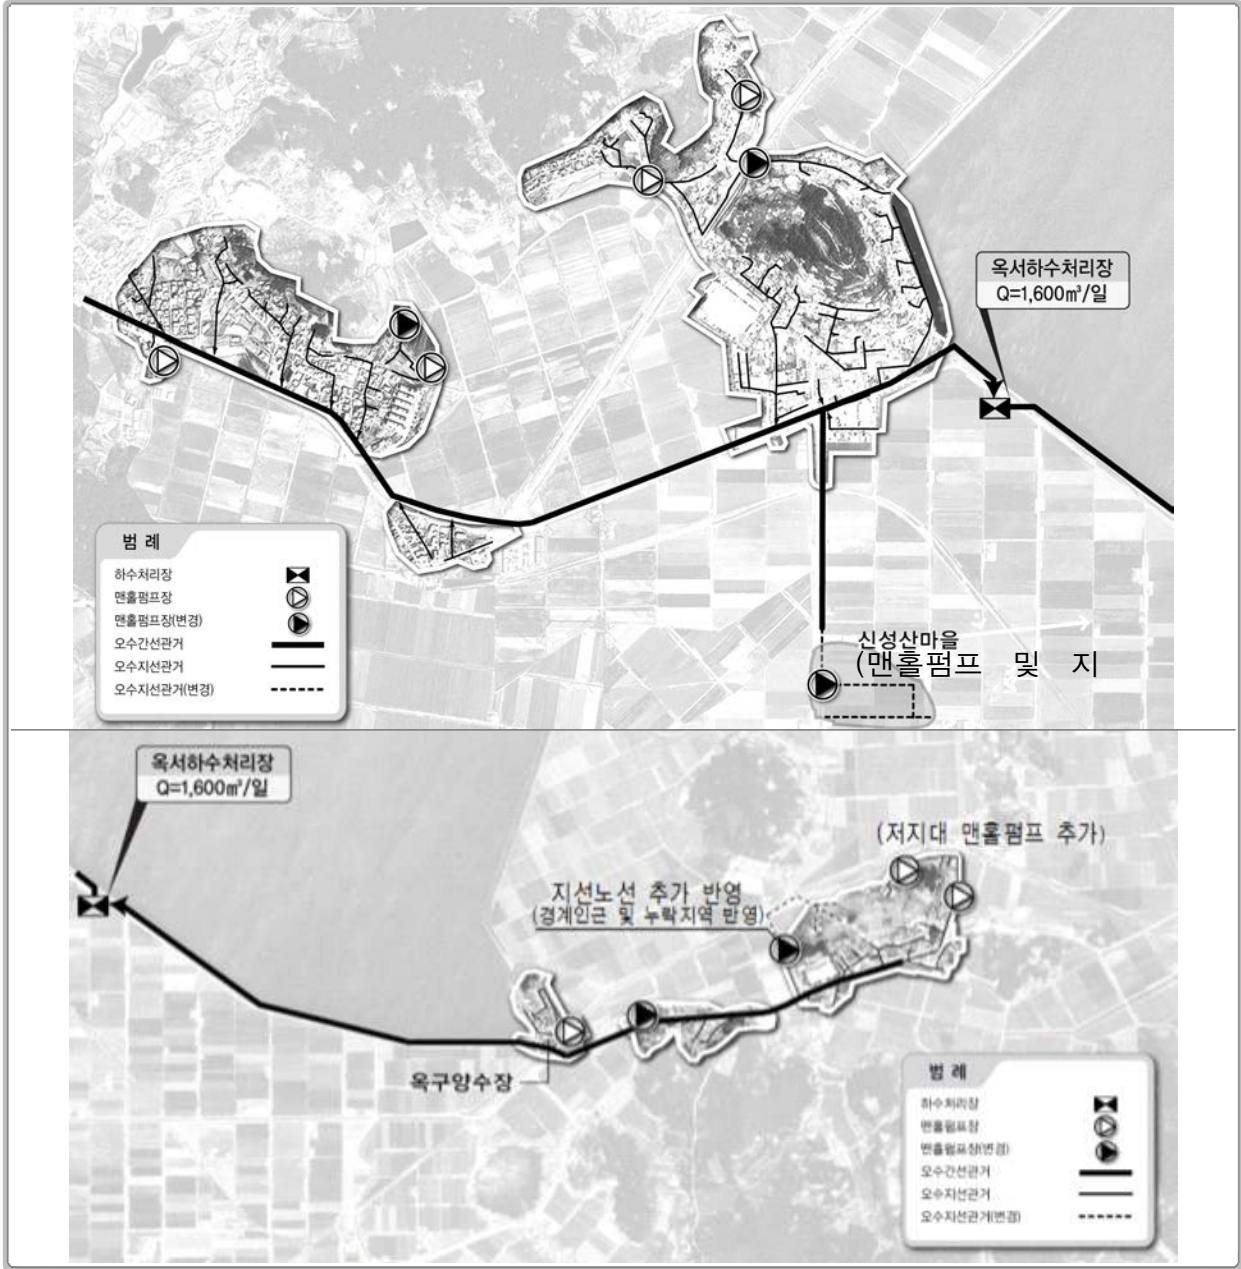 옥서하수처리장
Q=1,600㎥/일
범 례
하수처리장
맨홀펌프장
맨홀펌프장(변경)
오수간선관거
오수지선관거
오수지선관거(변경)
신성산마을
(맨홀펌프 및 지
옥서하수처리장
Q=1,600㎥/일
(저지대 맨홀펌프 추가)
지선노선 추가 반영
(경계인근 및 누락지역 반영)
옥구양수장
범 례
하수처리장
맨홀펌프장
맨홀펌프장(변경)
오수간선관거
오수지선관거
오수지선관거(변경)